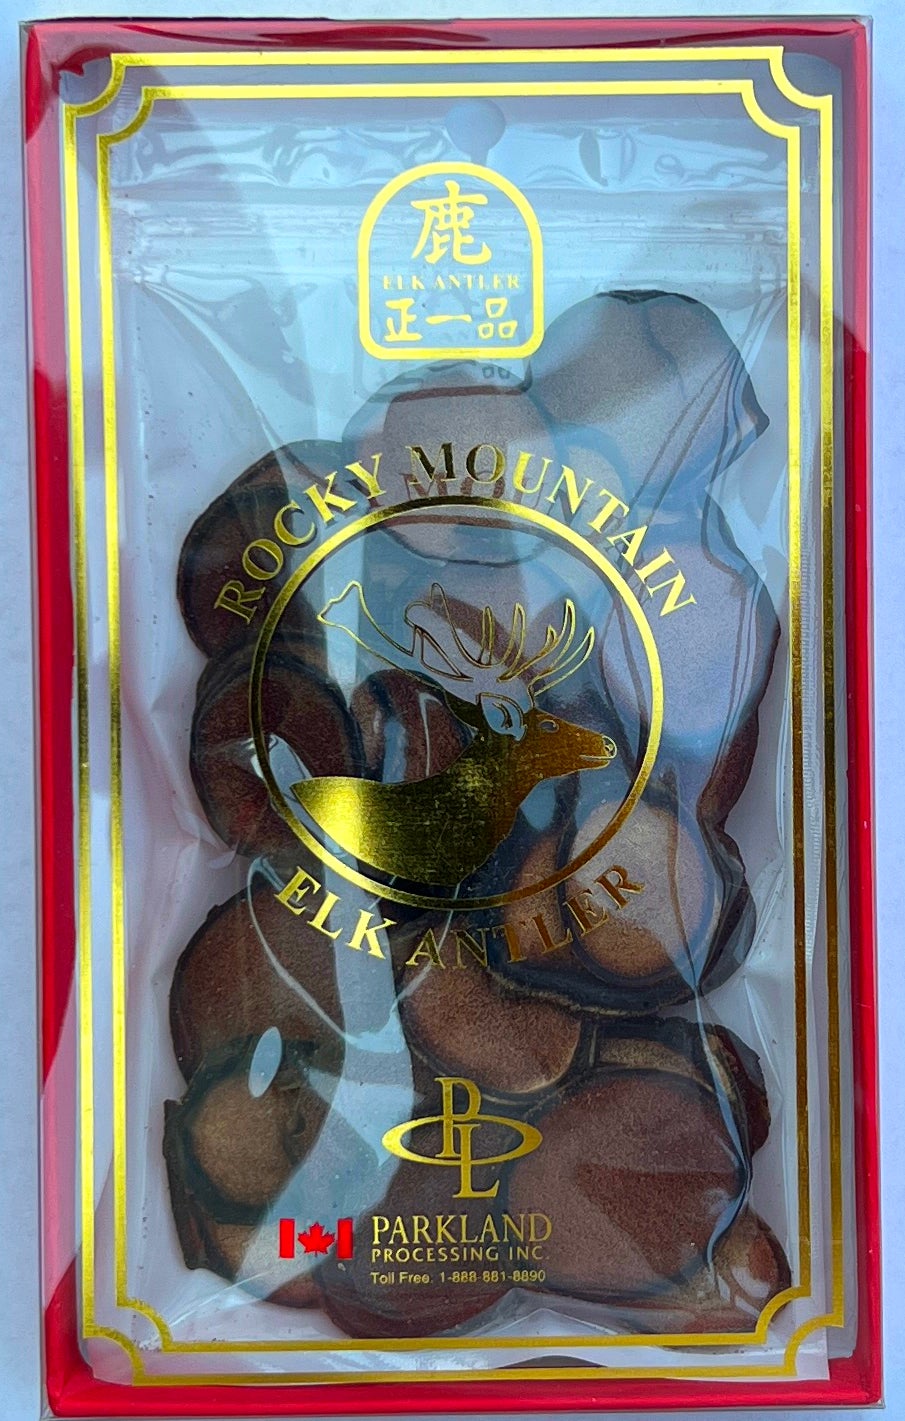 鹿
ELK ANTLER
正一品
ROCKY MOUNTAIN
ELK ANTLER
PL
PARKLAND
PROCESSING INC.
Toll Free. 1-888-881-8890